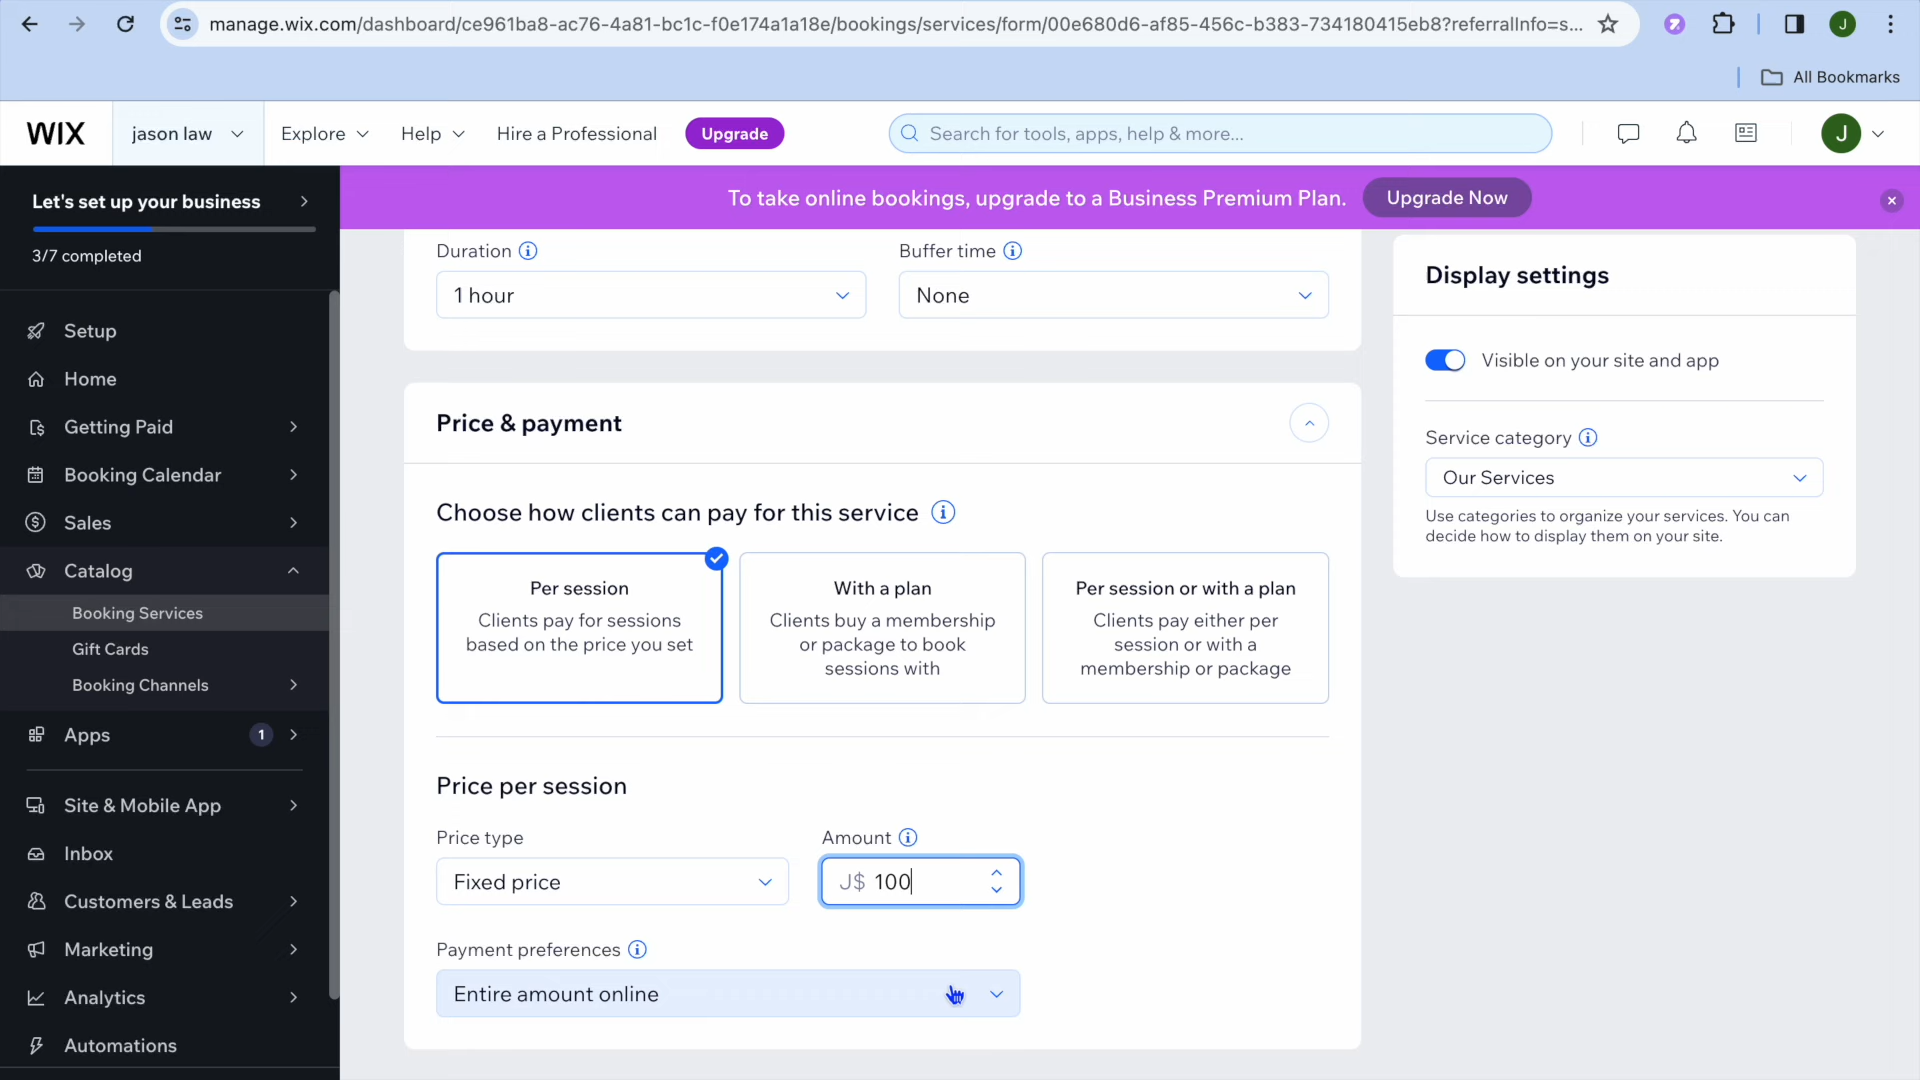 manage.wix.com/dashboard/ce961ba8-ac76-4a81-bc1c-f0e174a1a18e/bookings/services/form/00e680d6-af85-456c-b383-734180415eb8?referralInfo=s...
J
All Bookmarks
WIX
jason law
Explore
Help
Hire a Professional
Upgrade
Search for tools, apps, help & more...
J
Let's set up your business
3/7 completed
To take online bookings, upgrade to a Business Premium Plan.
Upgrade Now
Setup
Home
Getting Paid
Booking Calendar
Sales
Catalog
Booking Services
Gift Cards
Booking Channels
Apps
1
Site & Mobile App
Inbox
Customers & Leads
Marketing
Analytics
Automations
Duration
1 hour
Buffer time
None
Price & payment
Choose how clients can pay for this service
Per session
Clients pay for sessions
based on the price you set
With a plan
Clients buy a membership
or package to book
sessions with
Per session or with a plan
Clients pay either per
session or with a
membership or package
Price per session
Price type
Fixed price
Amount
J$ 100
Payment preferences
Entire amount online
Display settings
Visible on your site and app
Service category
Our Services
Use categories to organize your services. You can
decide how to display them on your site.